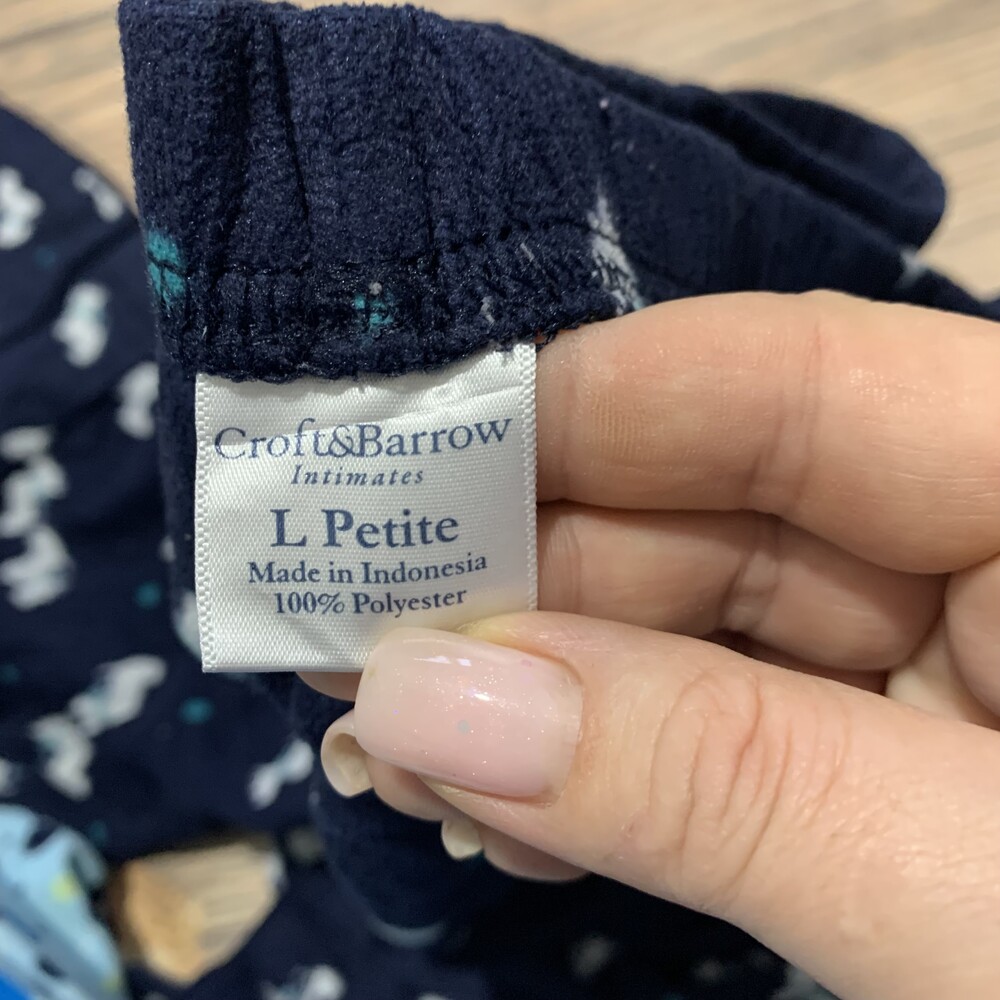 Croft&Barrow
Intimates
L Petite
Made in Indonesia
100% Polyester